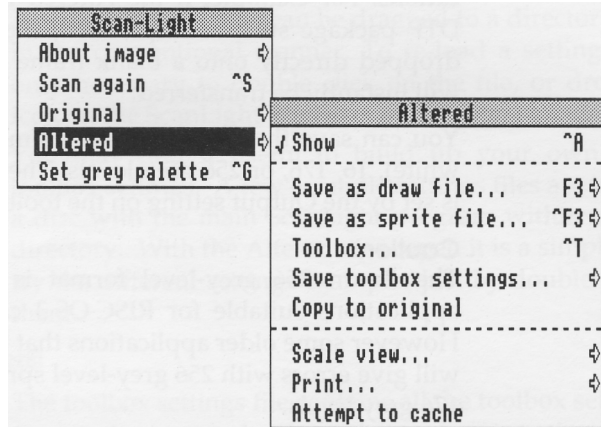 Scan-Light
About image
Scan again ^S
Original
Altered
Set grey palette ^G
Altered
√ Show ^A
Save as draw file... F3
Save as sprite file... ^F3
Toolbox... ^T
Save toolbox settings...
Copy to original
Scale view...
Print...
Attempt to cache